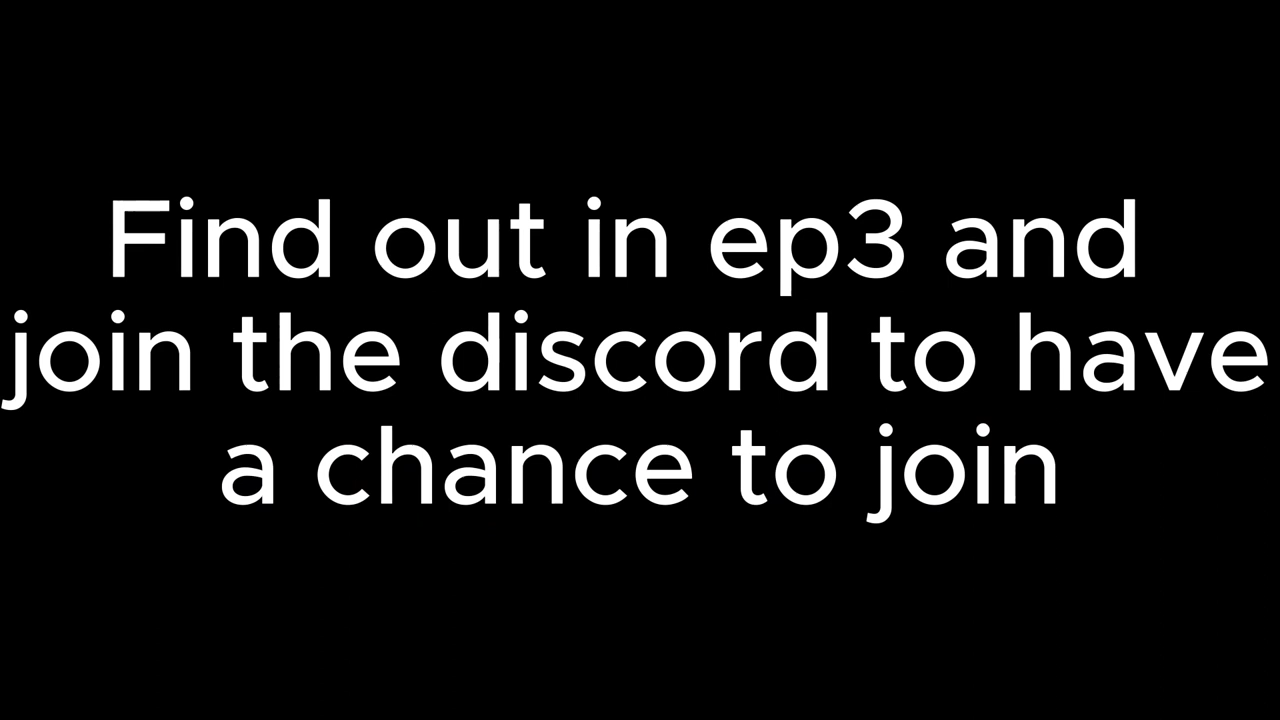 Find out in ep3 and
join the discord to have
a chance to join